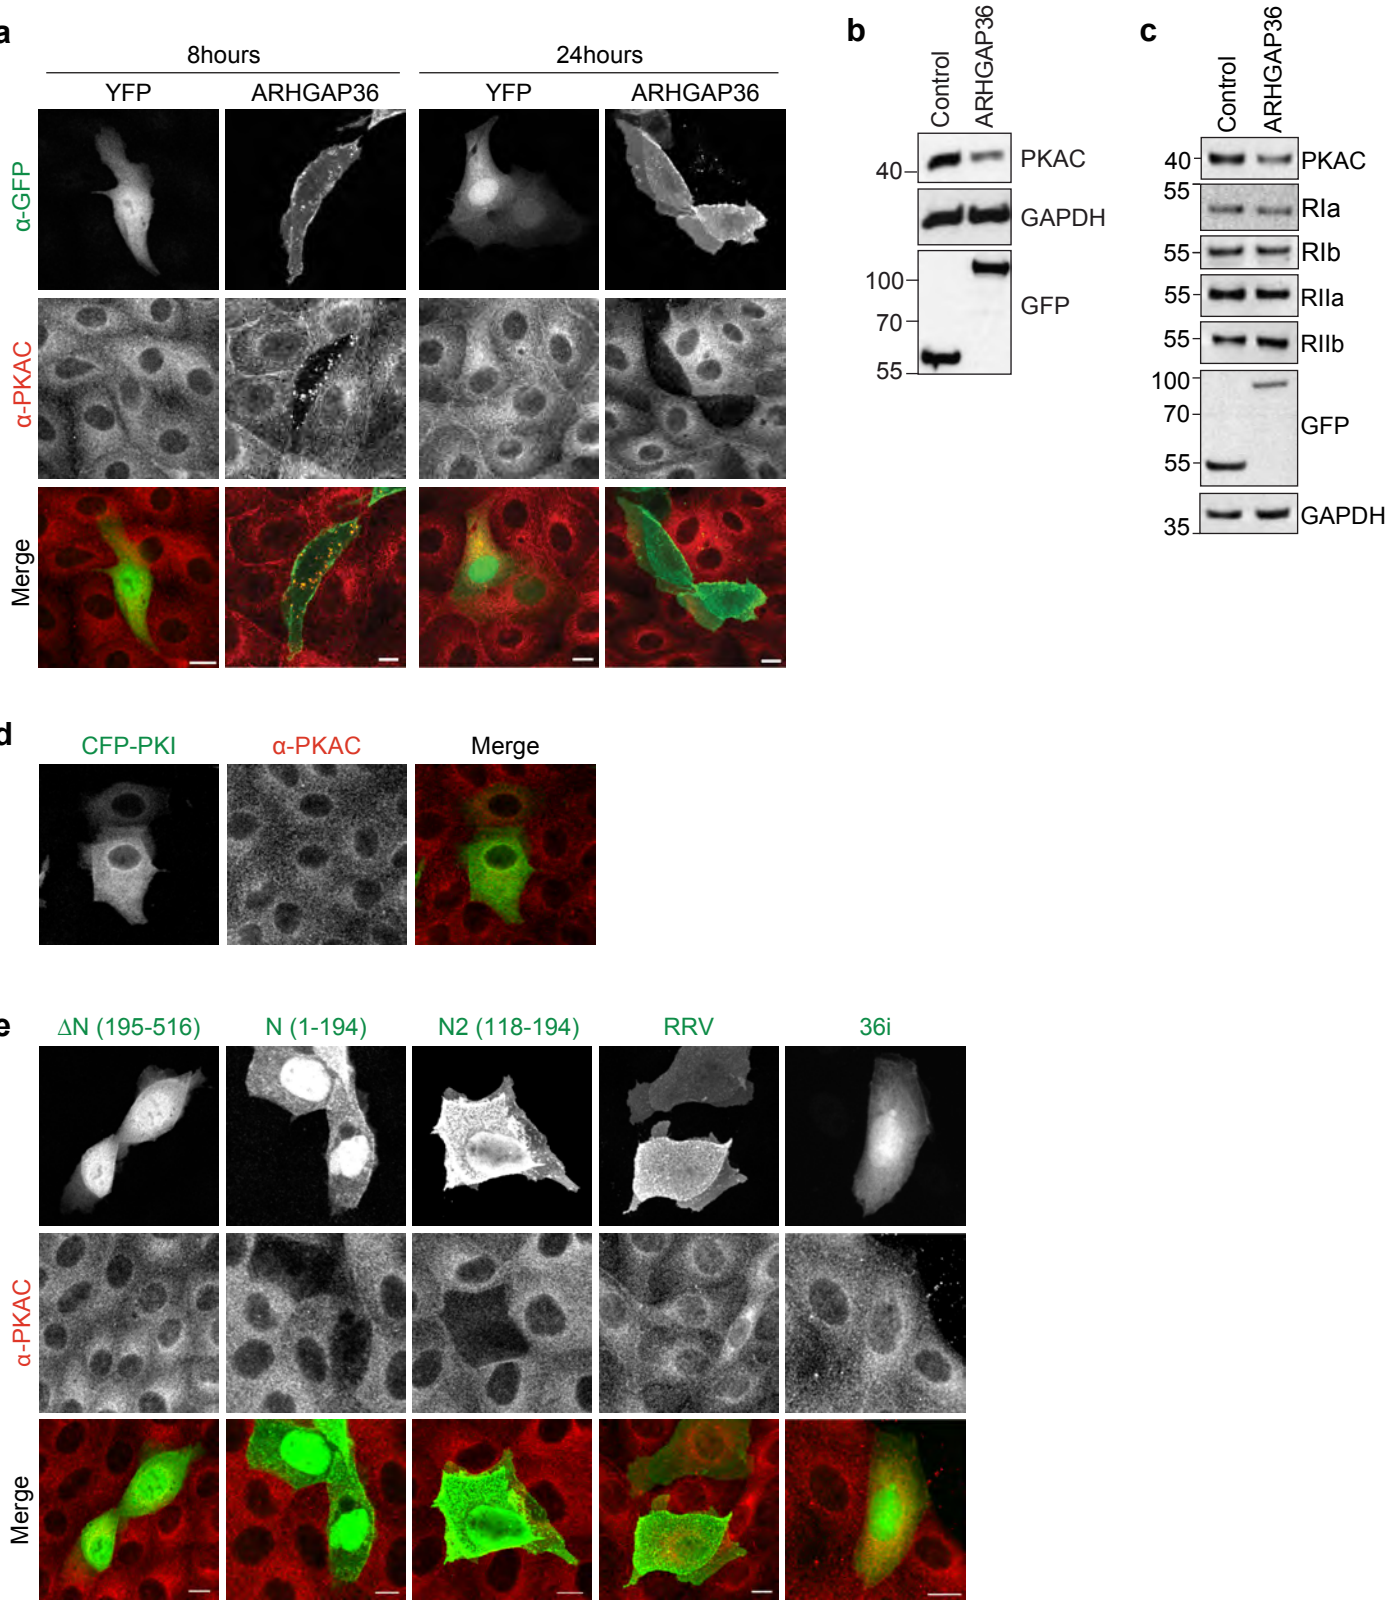 a
8hours
24hours
YFP
ARHGAP36
YFP
ARHGAP36
α-GFP
α-PKAC
Merge
b
Control
ARHGAP36
40
PKAC
GAPDH
100
70
55
GFP
c
Control
ARHGAP36
40
PKAC
55
RIa
55
RIb
55
RIIa
55
RIIb
100
70
55
GFP
35
GAPDH
d
CFP-PKI
α-PKAC
Merge
e
ΔN (195-516)
N (1-194)
N2 (118-194)
RRV
36i
α-PKAC
Merge